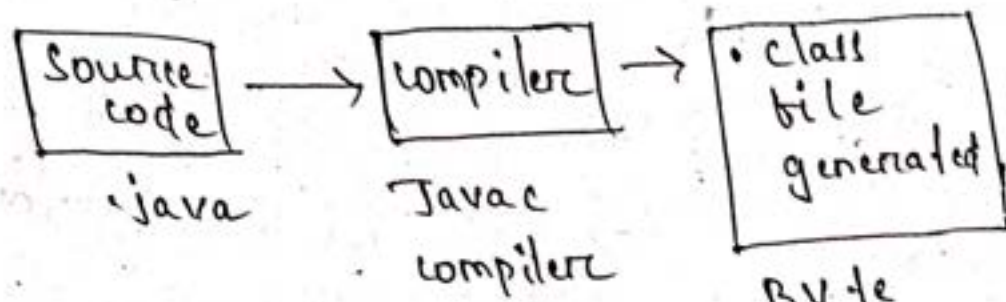 Source
code
.java
compiler
Javac
compiler
. class
file
generated
Byte